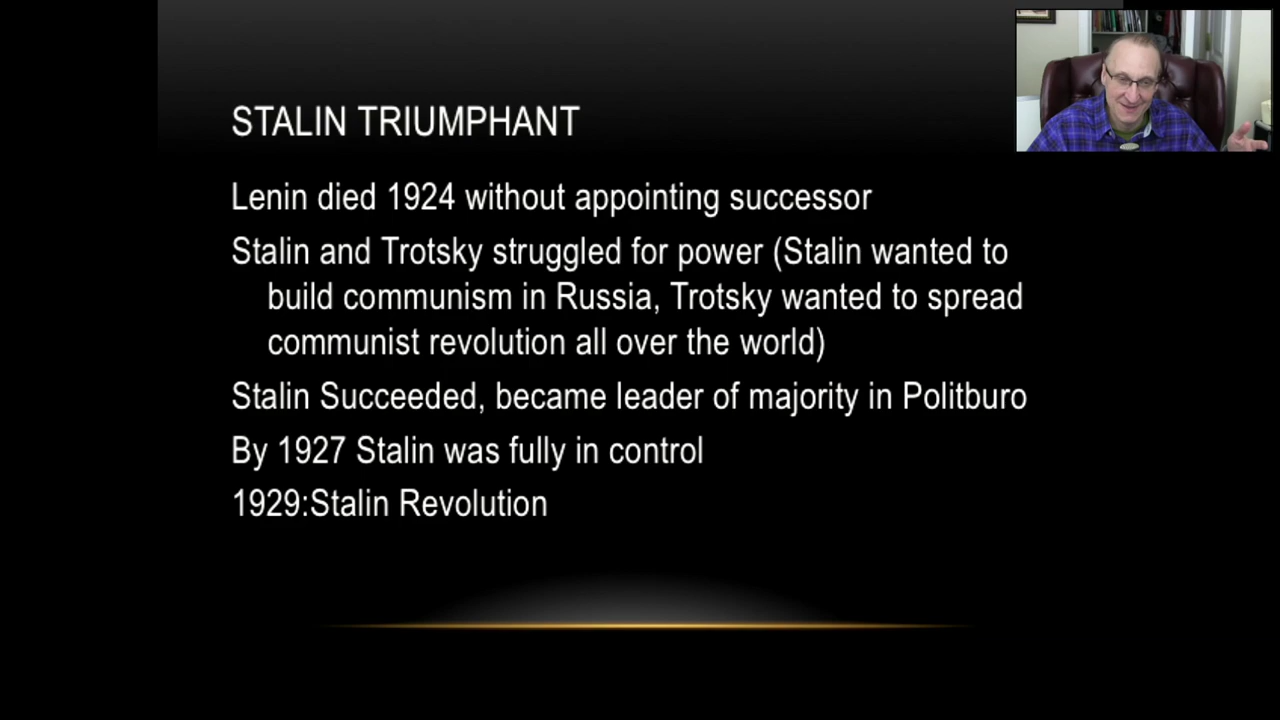 STALIN TRIUMPHANT
Lenin died 1924 without appointing successor
Stalin and Trotsky struggled for power (Stalin wanted to
build communism in Russia, Trotsky wanted to spread
communist revolution all over the world)
Stalin Succeeded, became leader of majority in Politburo
By 1927 Stalin was fully in control
1929:Stalin Revolution